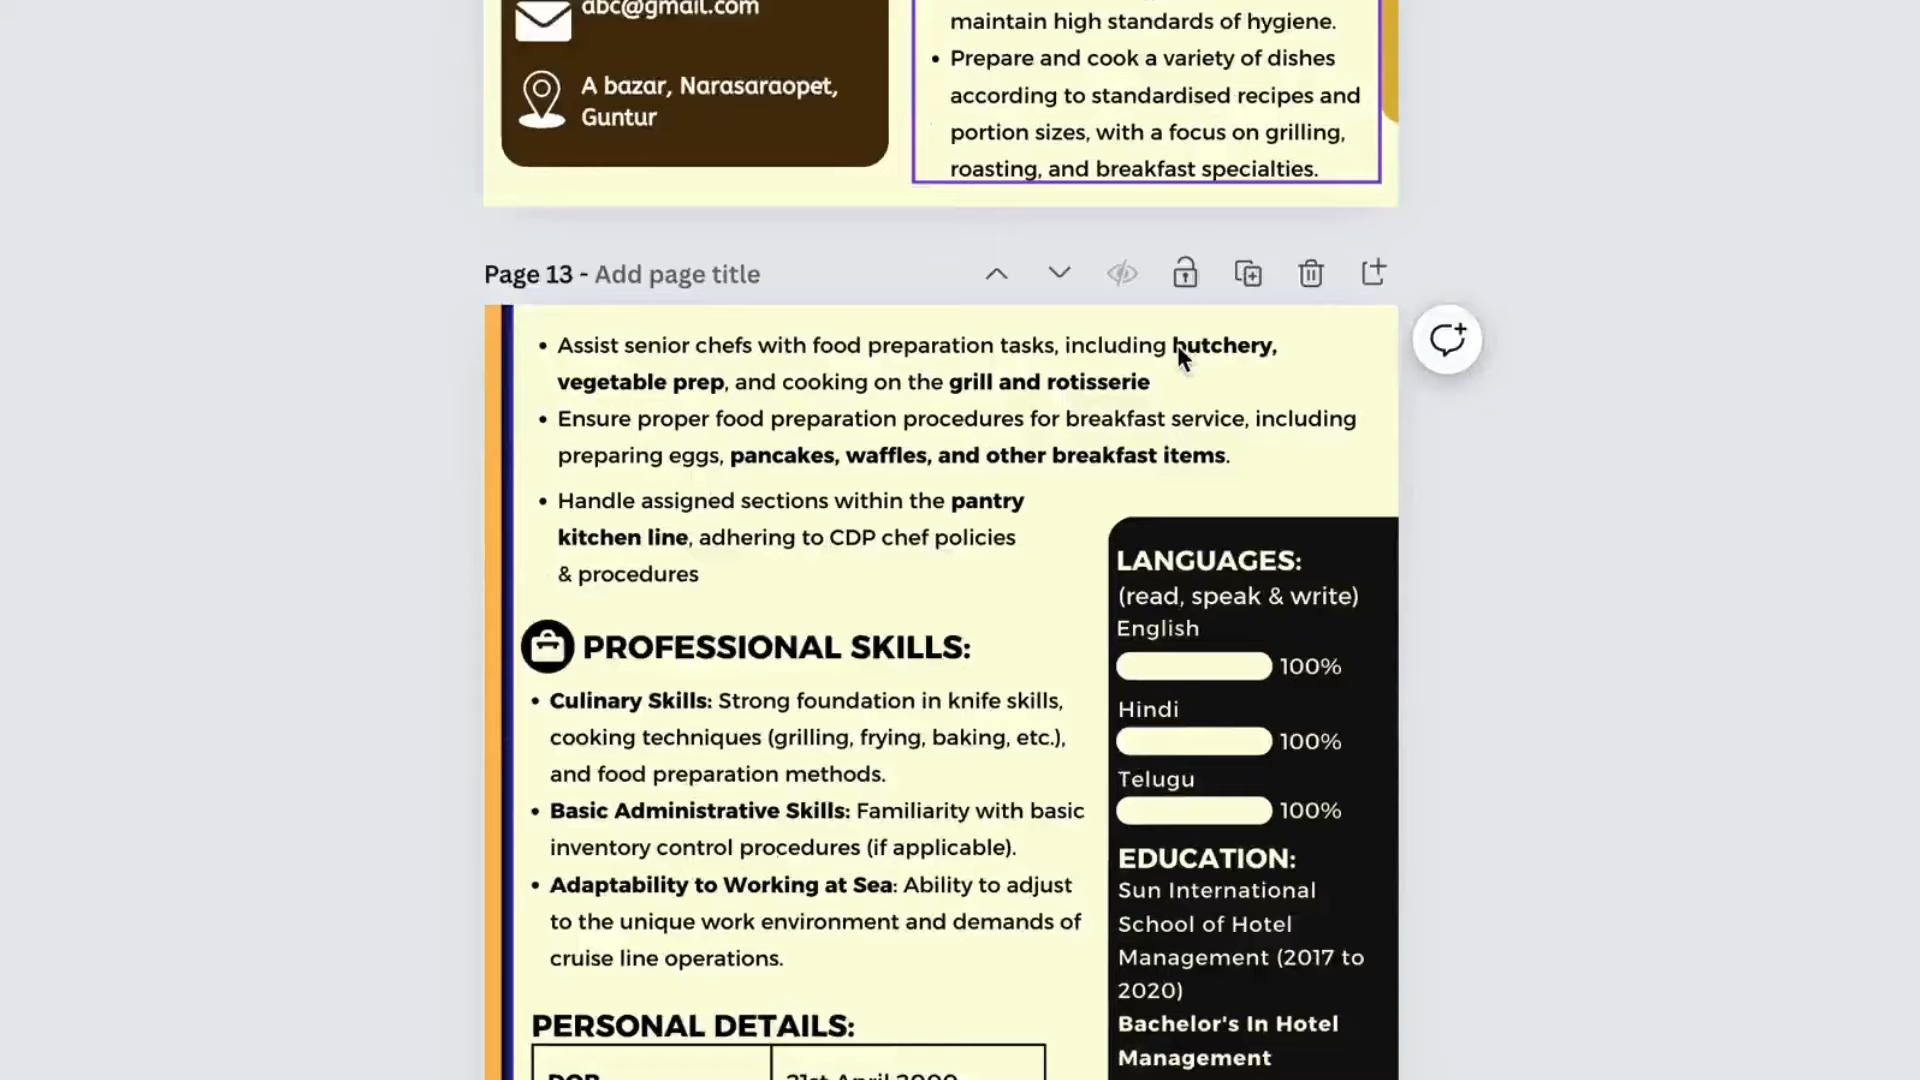 abc@gmail.com
A bazar, Narasaraopet,
Guntur
maintain high standards of hygiene.
• Prepare and cook a variety of dishes
according to standardised recipes and
portion sizes, with a focus on grilling,
roasting, and breakfast specialties.
Page 13 - Add page title
• Assist senior chefs with food preparation tasks, including butchery,
vegetable prep, and cooking on the grill and rotisserie
• Ensure proper food preparation procedures for breakfast service, including
preparing eggs, pancakes, waffles, and other breakfast items.
• Handle assigned sections within the pantry
kitchen line, adhering to CDP chef policies
& procedures
PROFESSIONAL SKILLS:
• Culinary Skills: Strong foundation in knife skills,
cooking techniques (grilling, frying, baking, etc.),
and food preparation methods.
• Basic Administrative Skills: Familiarity with basic
inventory control procedures (if applicable).
• Adaptability to Working at Sea: Ability to adjust
to the unique work environment and demands of
cruise line operations.
PERSONAL DETAILS:
DOB
21st April 2000
LANGUAGES:
(read, speak & write)
English
100%
Hindi
100%
Telugu
100%
EDUCATION:
Sun International
School of Hotel
Management (2017 to
2020)
Bachelor's In Hotel
Management